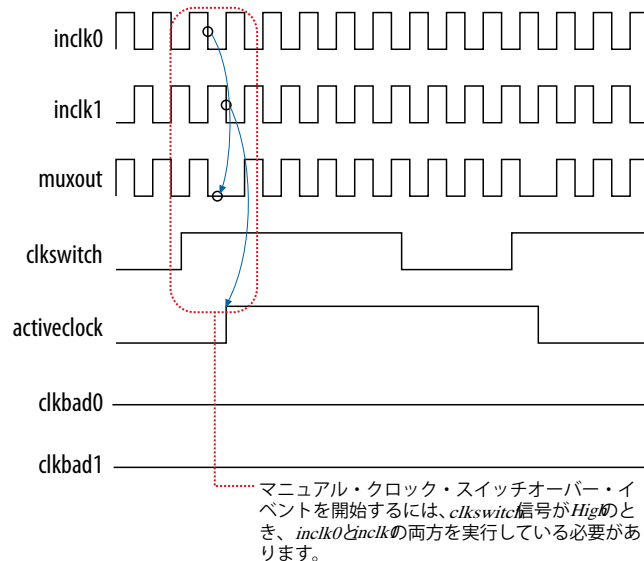 inclk0
inclk1
muxout
clkswitch
activeclock
clkbad0
clkbad1
マニュアル・クロック・スイッチオーバー・イ
ベントを開始するには、clkswitch信号がHighのと
き、inclk0とinclk1の両方を実行している必要があ
ります。